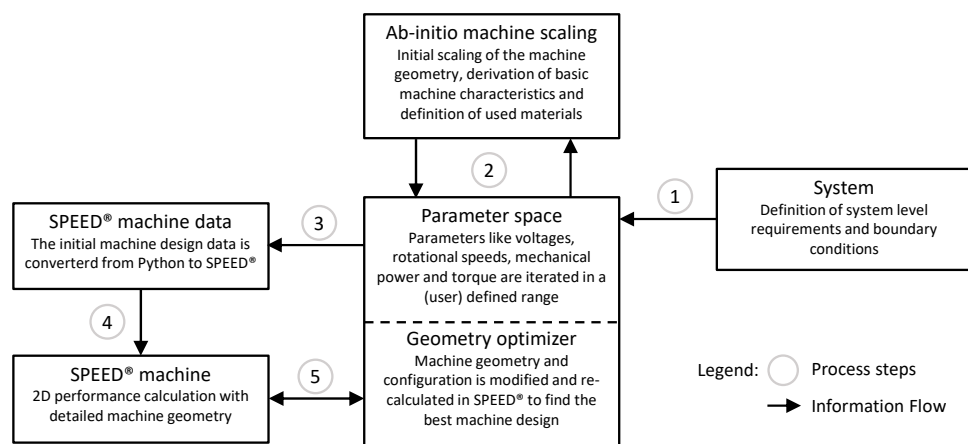 Ab-initio machine scaling
Initial scaling of the machine
geometry, derivation of basic
machine characteristics and
definition of used materials
2
1
System
Definition of system level
requirements and boundary
conditions
SPEED® machine data
The initial machine design data is
converterd from Python to SPEED®
3
Parameter space
Parameters like voltages,
rotational speeds, mechanical
power and torque are iterated in a
(user) defined range
4
Geometry optimizer
Machine geometry and
configuration is modified and re-
calculated in SPEED® to find the
best machine design
SPEED® machine
2D performance calculation with
detailed machine geometry
5
Legend:
Process steps
Information Flow